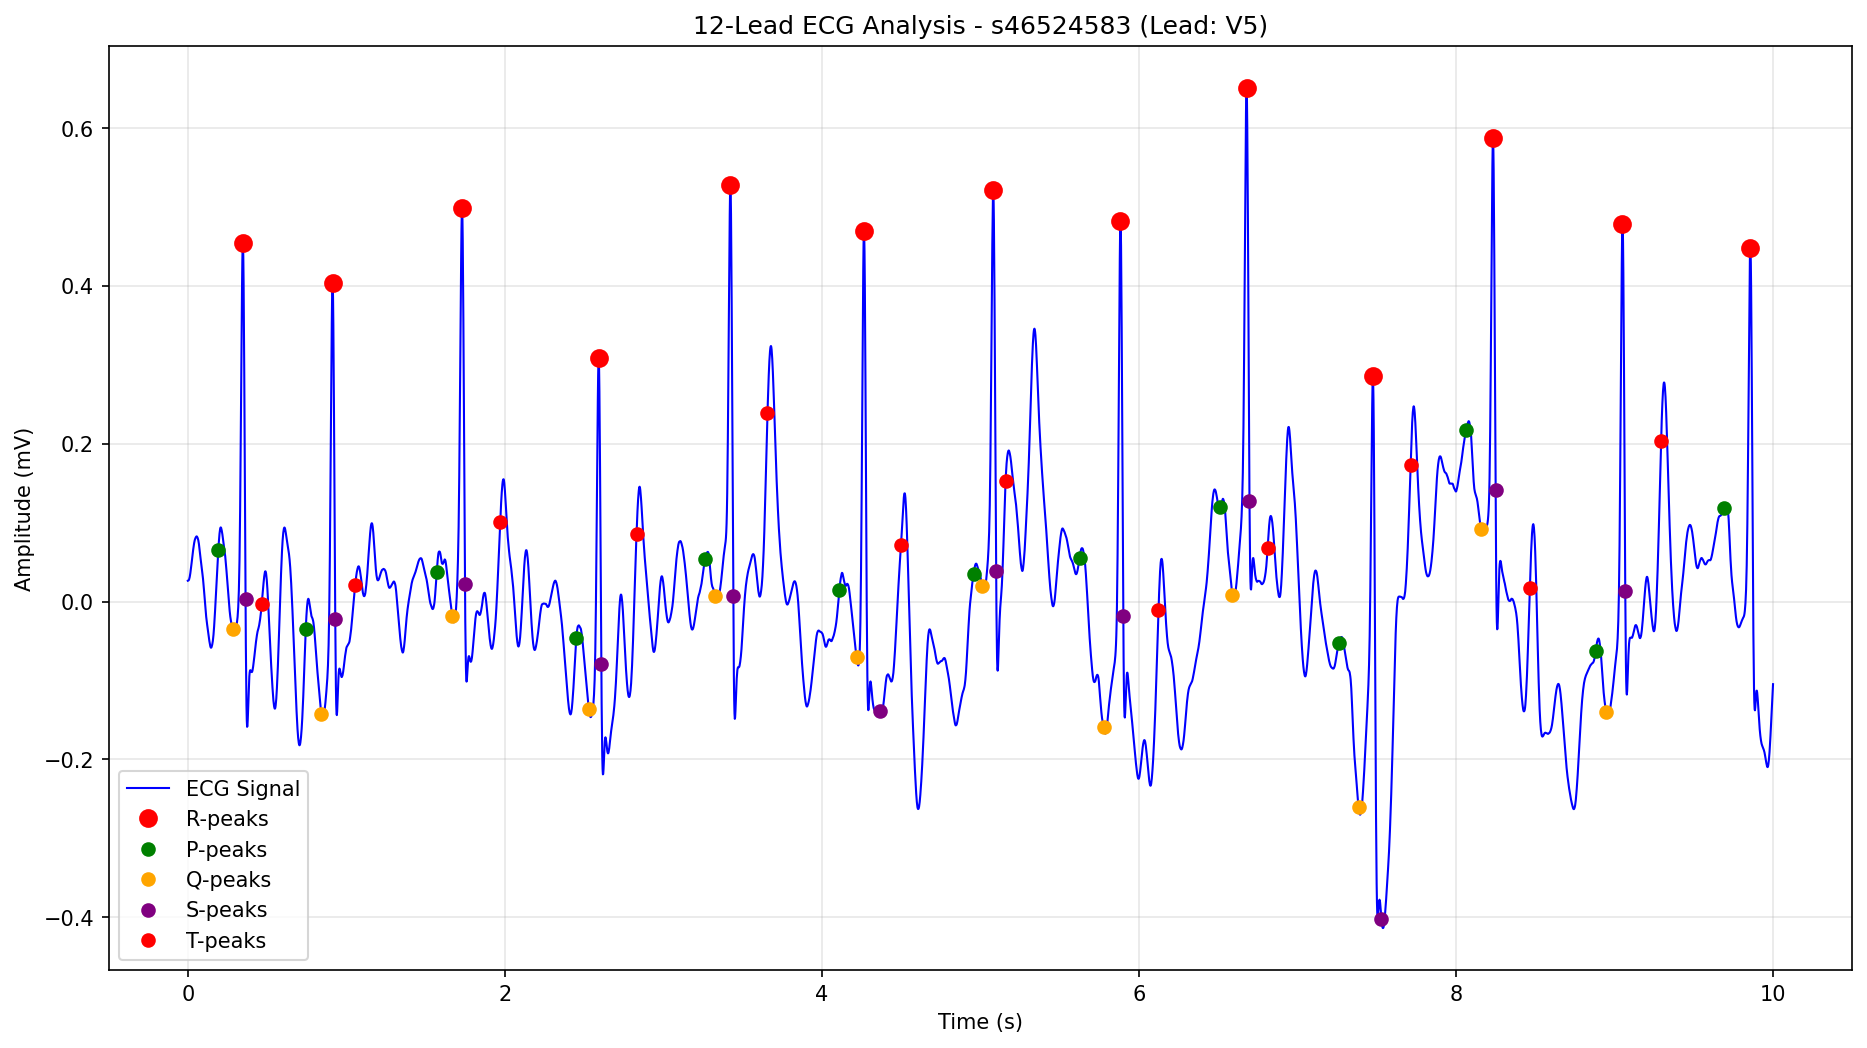 12-Lead ECG Analysis - s46524583 (Lead: V5)
Amplitude (mV)
0.6
0.4
0.2
0.0
−0.2
−0.4
ECG Signal
R-peaks
P-peaks
Q-peaks
S-peaks
T-peaks
0 2 4 6 8 10
Time (s)